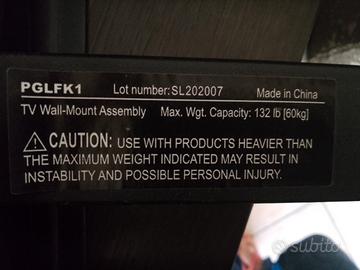 PGLFK1 Lot number:SL202007 Made in China
TV Wall-Mount Assembly Max. Wgt. Capacity: 132 lb [60kg]
CAUTION: USE WITH PRODUCTS HEAVIER THAN
THE MAXIMUM WEIGHT INDICATED MAY RESULT IN
INSTABILITY AND POSSIBLE PERSONAL INJURY.
subito